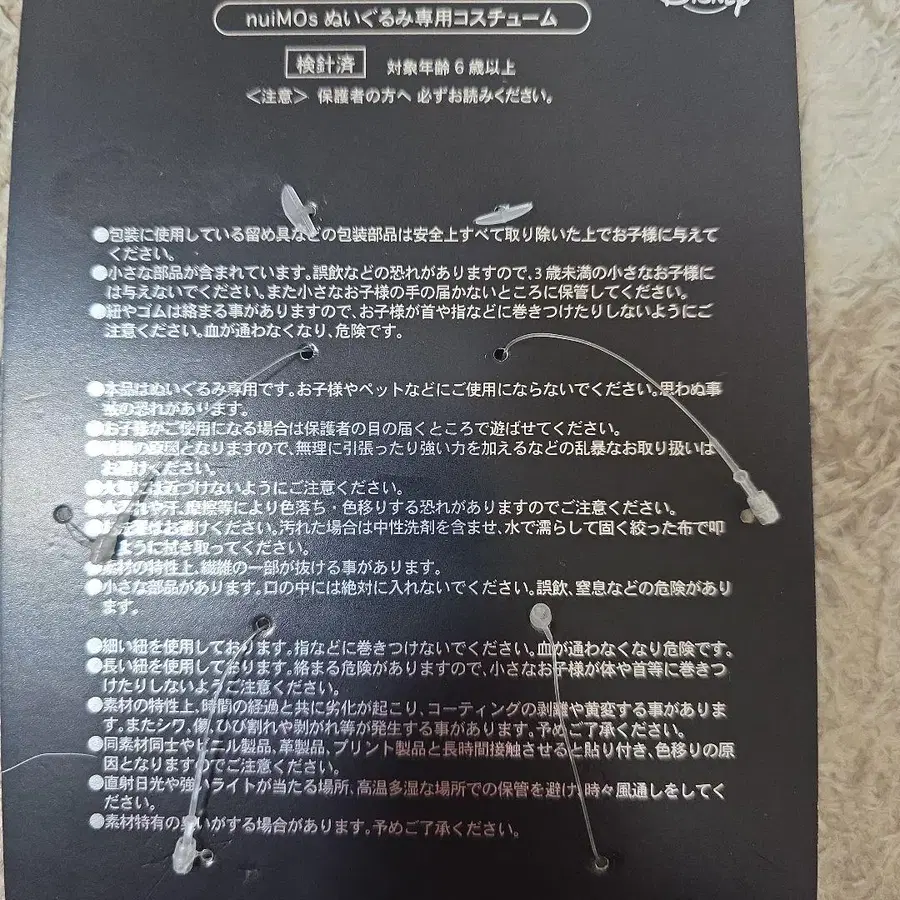 Disney
nuiMOs ぬいぐるみ専用コスチューム
検針済 対象年齢6歳以上
＜注意＞ 保護者の方へ 必ずお読みください。
●包装に使用している留め具などの包装部品は安全上すべて取り除いた上でお子様に与えて
ください。
●小さな部品が含まれています。誤飲などの恐れがありますので、3歳未満の小さなお子様に
は与えないでください。また小さなお子様の手の届かないところに保管してください。
●紐やゴムは絡まる事がありますので、お子様が首や指などに巻きつけたりしないようにご
注意ください。血が通わなくなり、危険です。
●本品はぬいぐるみ専用です。お子様やペットなどにご使用にならないでください。思わぬ事
故の恐れがあります。
●お子様がご使用になる場合は保護者の目の届くところで遊ばせてください。
●の原因となりますので、無理に引張ったり強い力を加えるなどの乱暴なお取り扱いは
お避けください。
●火気には近づけないようにご注意ください。
●や汗、摩擦等により色落ち・色移りする恐れがありますのでご注意ください。
●はお避けください。汚れた場合は中性洗剤を含ませ、水で濡らして固く絞った布で叩
ように拭き取ってください。
●素材の特性上、繊維の一部が抜ける事があります。
●小さな部品があります。口の中には絶対に入れないでください。誤飲、窒息などの危険があり
ます。
●細い紐を使用しております。指などに巻きつけないでください。血が通わなくなり危険です。
●長い紐を使用しております。絡まる危険がありますので、小さなお子様が体や首等に巻きつ
けたりしないようご注意ください。
●素材の特性上、時間の経過と共に劣化が起こり、コーティングの剥離や黄変する事がありま
す。またシワ、傷、ひび割れや剥がれ等が発生する事があります。予めご了承ください。
●同素材同士やビニル製品、革製品、プリント製品と長時間接触させると貼り付き、色移りの原
因となりますのでご注意ください。
●直射日光や強いライトが当たる場所、高温多湿な場所での保管を避け、時々風通しをしてく
ださい。
●素材特有の臭いがする場合があります。予めご了承ください。